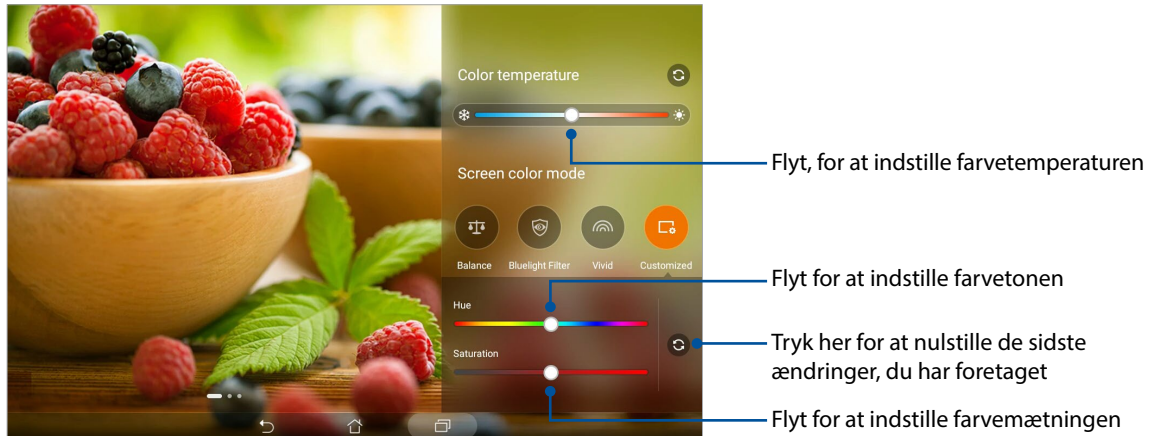 Color temperature
Flyt, for at indstille farvetemperaturen
Screen color mode
Balance Bluelight Filter Vivid Customized
Flyt for at indstille farvetonen
Hue
Tryk her for at nulstille de sidste
ændringer, du har foretaget
Saturation
Flyt for at indstille farvemætningen